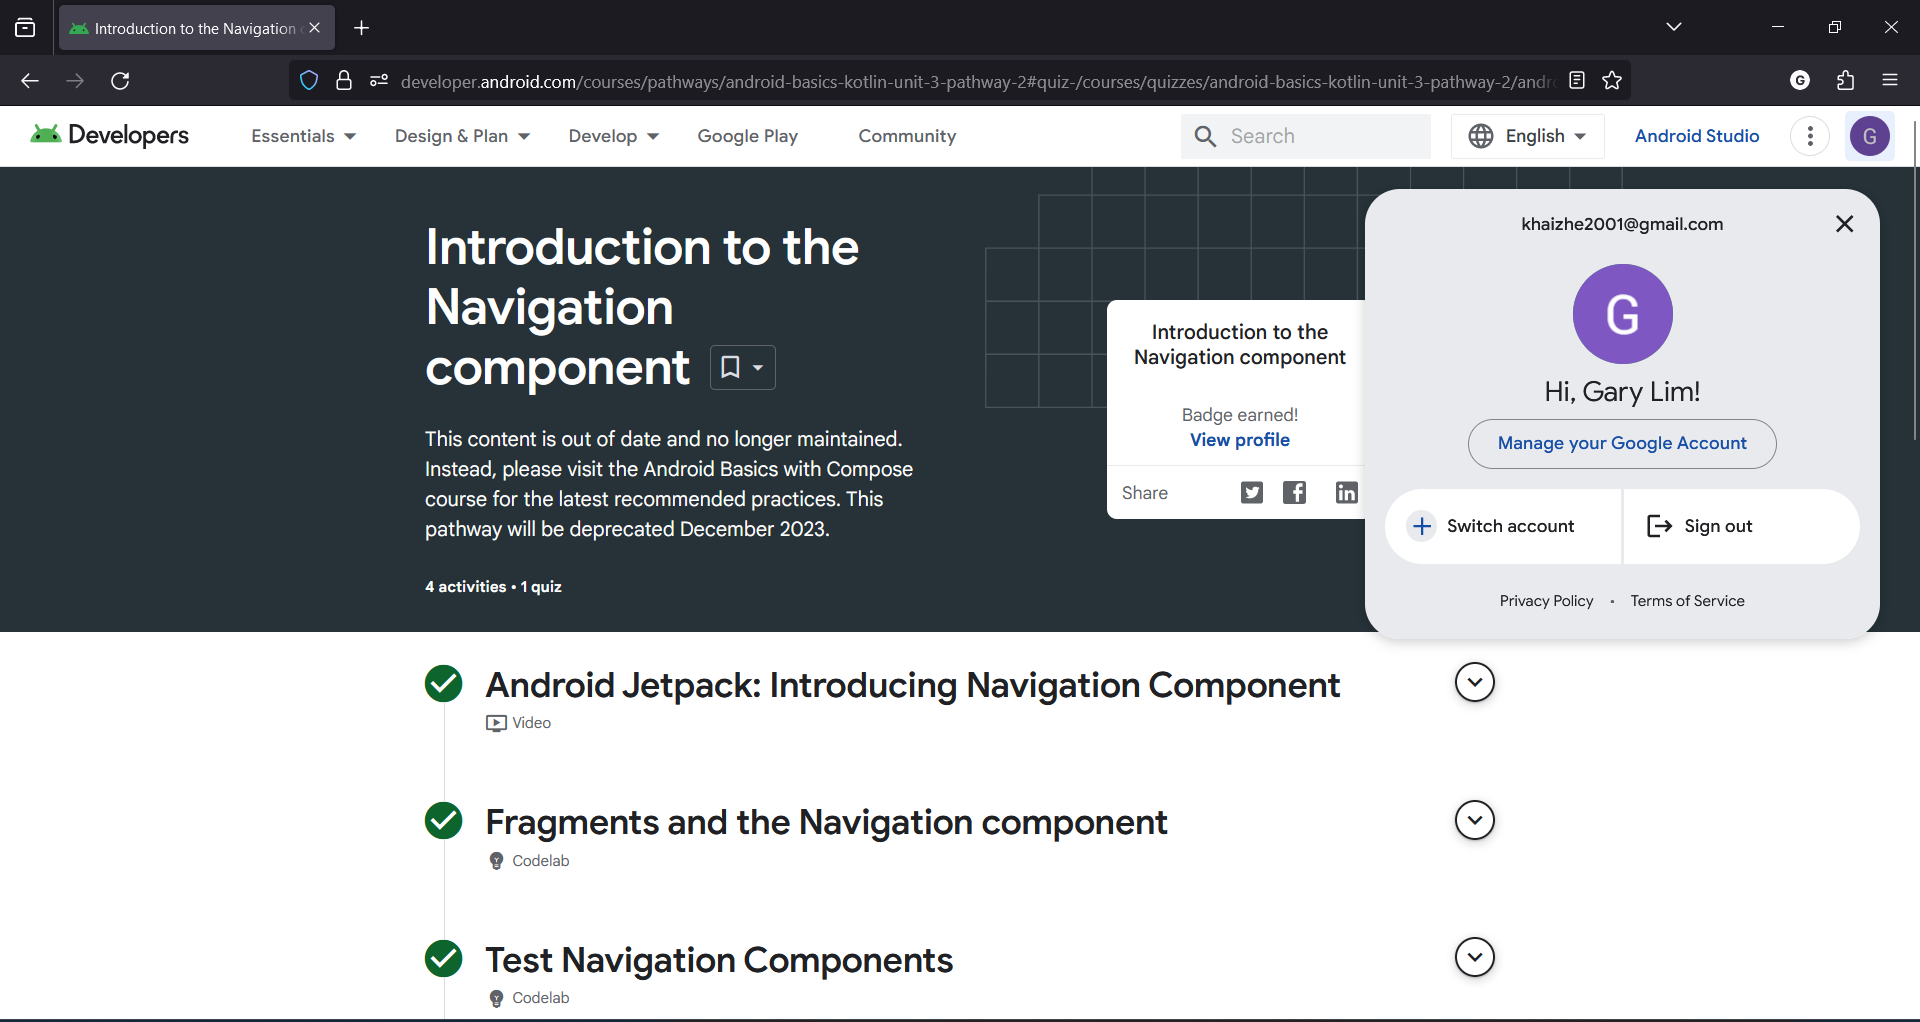 Introduction to the Navigation
developer.android.com/courses/pathways/android-basics-kotlin-unit-3-pathway-2#quiz-/courses/quizzes/android-basics-kotlin-unit-3-pathway-2/andr
G
Developers
Essentials
Design & Plan
Develop
Google Play
Community
Search
English
Android Studio
G
Introduction to the
Navigation
component
This content is out of date and no longer maintained.
Instead, please visit the Android Basics with Compose
course for the latest recommended practices. This
pathway will be deprecated December 2023.
4 activities • 1 quiz
Introduction to the
Navigation component
Badge earned!
View profile
Share
khaizhe2001@gmail.com
G
Hi, Gary Lim!
Manage your Google Account
Switch account
Sign out
Privacy Policy • Terms of Service
Android Jetpack: Introducing Navigation Component
Video
Fragments and the Navigation component
Codelab
Test Navigation Components
Codelab